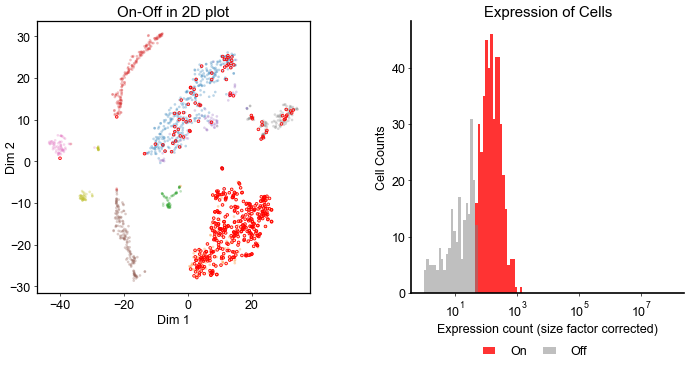 On-Off in 2D plot
Dim 2
30
20
10
0
−10
−20
−30
−40
−20
0
20
Dim 1
Expression of Cells
Cell Counts
40
30
20
10
0
10^1
10^3
10^5
10^7
Expression count (size factor corrected)
On
Off